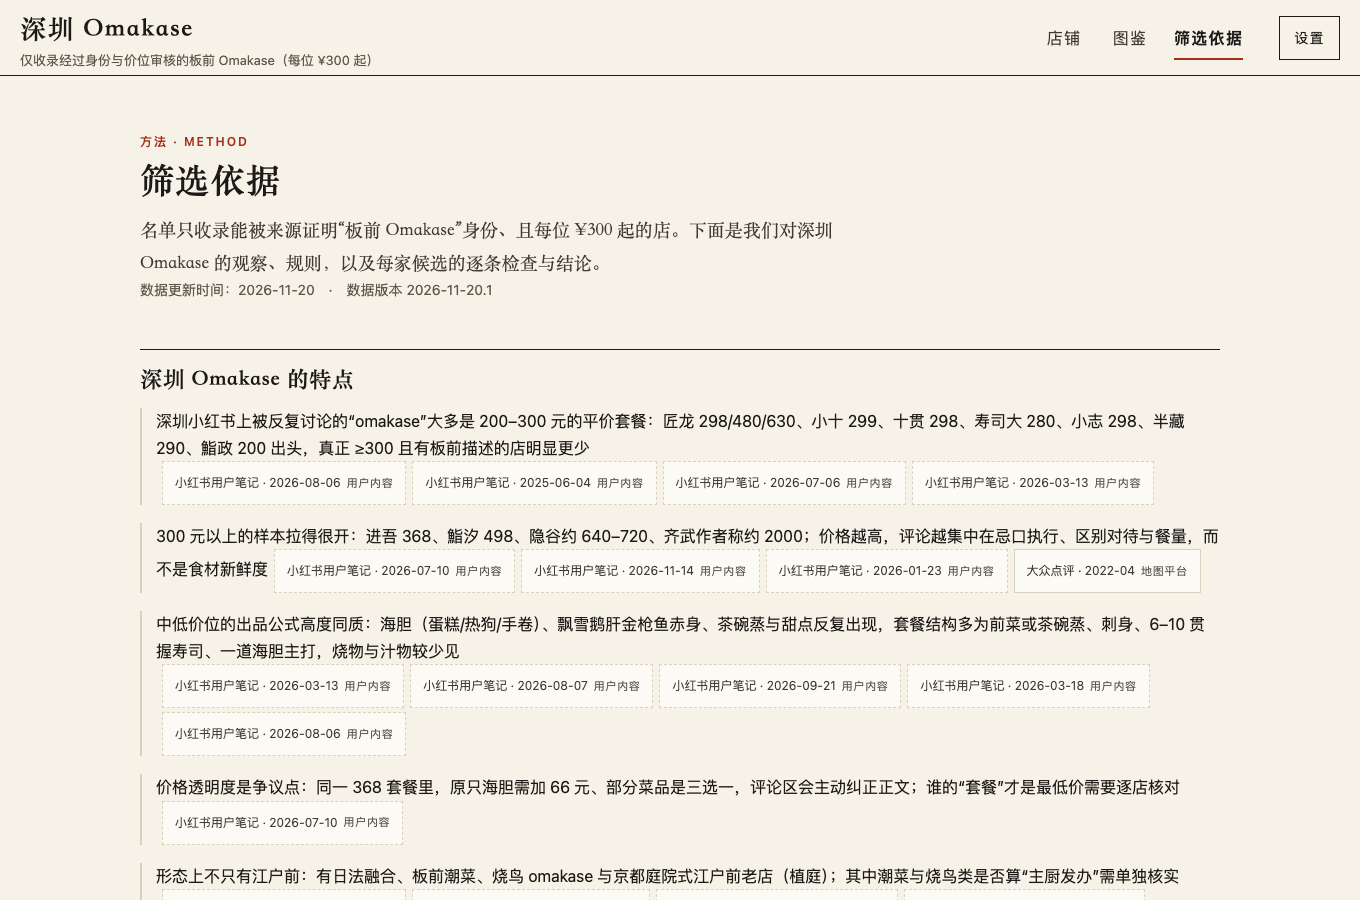 深圳 Omakase
仅收录经过身份与价位审核的板前 Omakase（每位 ¥300 起）
店铺
图鉴
筛选依据
设置
方法 · METHOD
筛选依据
名单只收录能被来源证明“板前 Omakase”身份、且每位 ¥300 起的店。下面是我们对深圳
Omakase 的观察、规则，以及每家候选的逐条检查与结论。
数据更新时间：2026-11-20 · 数据版本 2026-11-20.1
深圳 Omakase 的特点
深圳小红书上被反复讨论的“omakase”大多是 200–300 元的平价套餐：匠龙 298/480/630、小十 299、十贯 298、寿司大 280、小志 298、半藏
290、鮨政 200 出头，真正 ≥300 且有板前描述的店明显更少
小红书用户笔记 · 2026-08-06 用户内容
小红书用户笔记 · 2025-06-04 用户内容
小红书用户笔记 · 2026-07-06 用户内容
小红书用户笔记 · 2026-03-13 用户内容
300 元以上的样本拉得很开：进吾 368、鮨汐 498、隐谷约 640–720、齐武作者称约 2000；价格越高，评论越集中在忌口执行、区别对待与餐量，而
不是食材新鲜度
小红书用户笔记 · 2026-07-10 用户内容
小红书用户笔记 · 2026-11-14 用户内容
小红书用户笔记 · 2026-01-23 用户内容
大众点评 · 2022-04 地图平台
中低价位的出品公式高度同质：海胆（蛋糕/热狗/手卷）、飘雪鹅肝金枪鱼赤身、茶碗蒸与甜点反复出现，套餐结构多为前菜或茶碗蒸、刺身、6–10 贯
握寿司、一道海胆主打，烧物与汁物较少见
小红书用户笔记 · 2026-03-13 用户内容
小红书用户笔记 · 2026-08-07 用户内容
小红书用户笔记 · 2026-09-21 用户内容
小红书用户笔记 · 2026-03-18 用户内容
小红书用户笔记 · 2026-08-06 用户内容
价格透明度是争议点：同一 368 套餐里，原只海胆需加 66 元、部分菜品是三选一，评论区会主动纠正正文；谁的“套餐”才是最低价需要逐店核对
小红书用户笔记 · 2026-07-10 用户内容
形态上不只有江户前：有日法融合、板前潮菜、烧鸟 omakase 与京都庭院式江户前老店（植庭）；其中潮菜与烧鸟类是否算“主厨发办”需单独核实